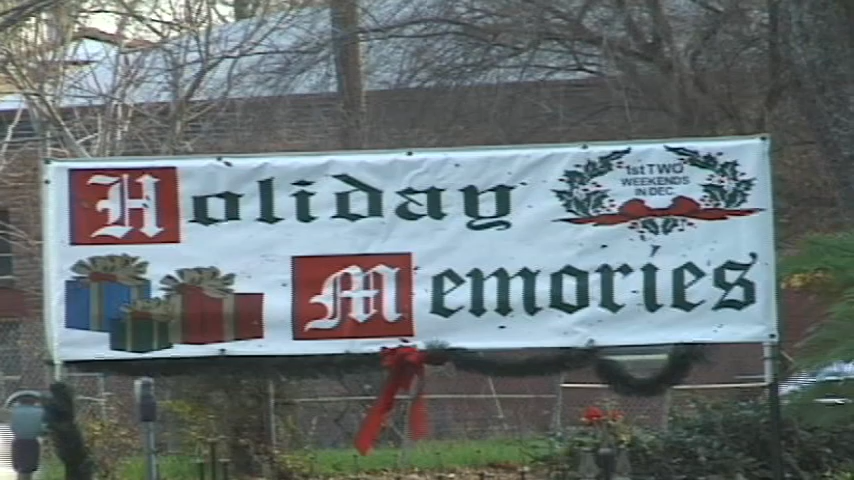 Holiday
1st TWO
WEEKENDS
IN DEC.
Memories